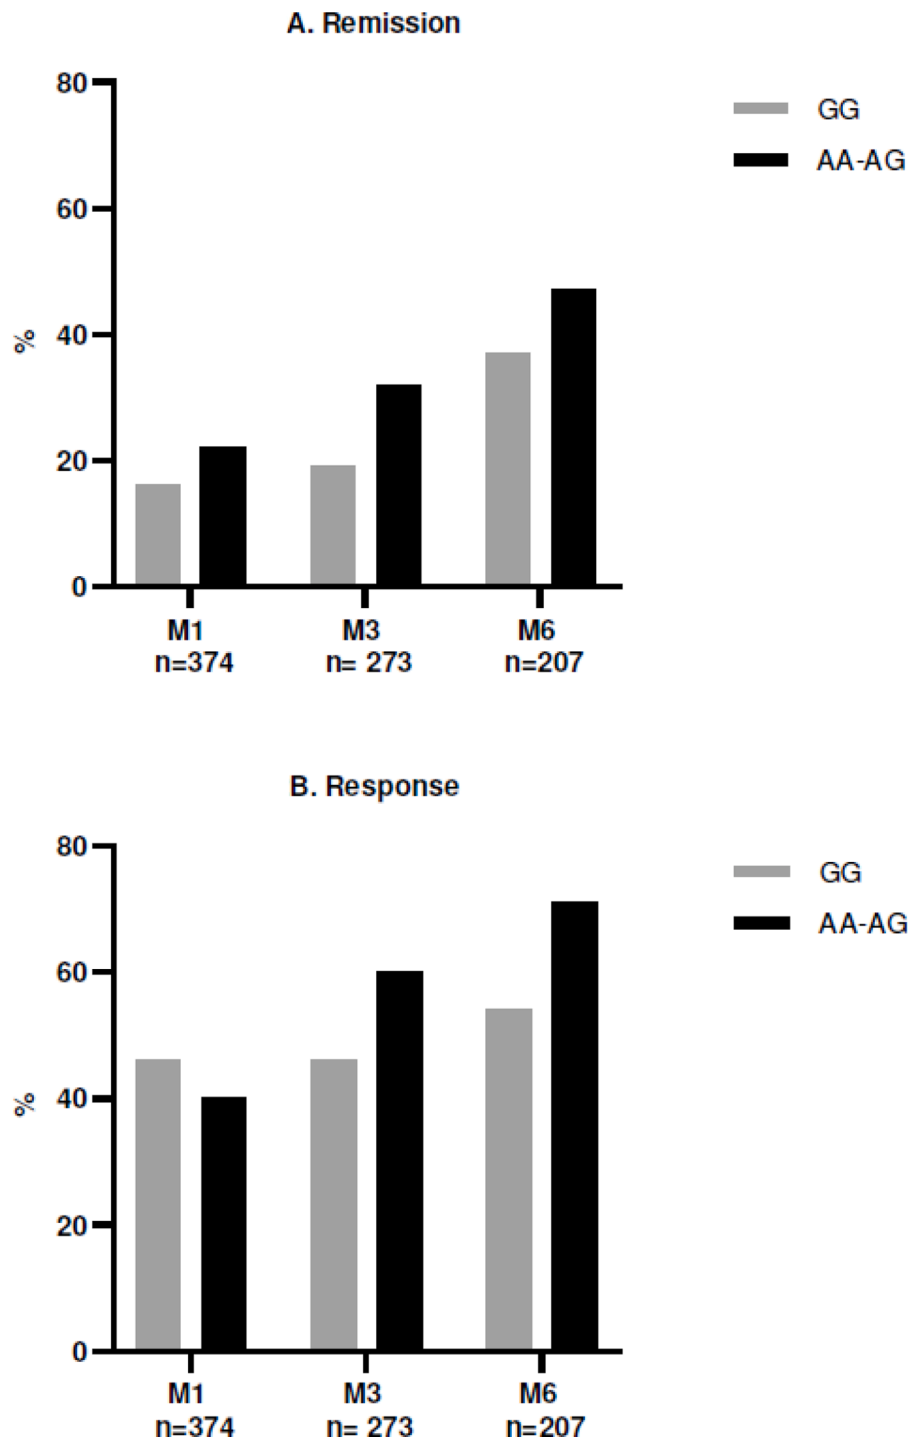 A. Remission
80
60
40
20
0
%
GG
AA-AG
M1 M3 M6
n=374 n= 273 n=207
B. Response
80
60
40
20
0
%
GG
AA-AG
M1 M3 M6
n=374 n= 273 n=207